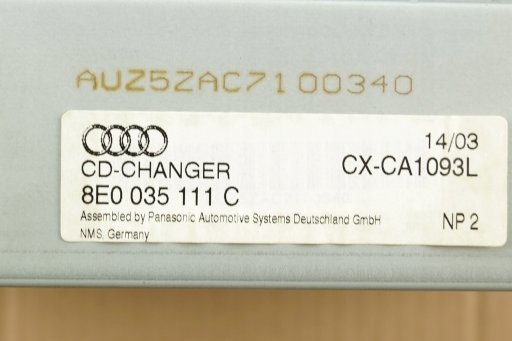 AUZ5ZAC7100340
14/03
CD-CHANGER CX-CA1093L
8E0 035 111 C
Assembled by Panasonic Automotive Systems Deutschland GmbH NP 2
NMS, Germany